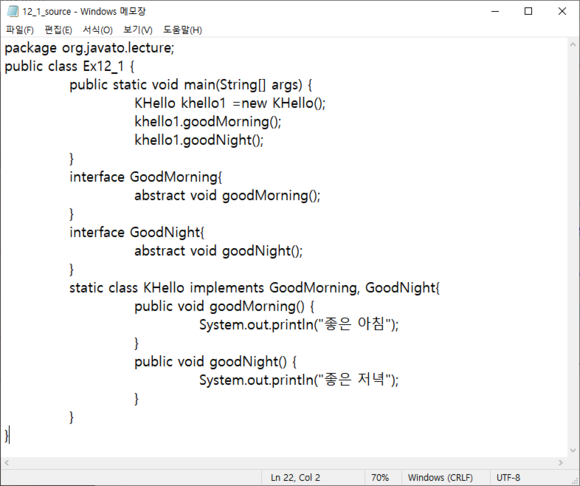 12_1_source - Windows 메모장
파일(F) 편집(E) 서식(O) 보기(V) 도움말(H)
package org.javato.lecture;
public class Ex12_1 {
public static void main(String[] args) {
KHello khello1 =new KHello();
khello1.goodMorning();
khello1.goodNight();
}
interface GoodMorning{
abstract void goodMorning();
}
interface GoodNight{
abstract void goodNight();
}
static class KHello implements GoodMorning, GoodNight{
public void goodMorning() {
System.out.println("좋은 아침");
}
public void goodNight() {
System.out.println("좋은 저녁");
}
}
}
Ln 22, Col 2 70% Windows (CRLF) UTF-8